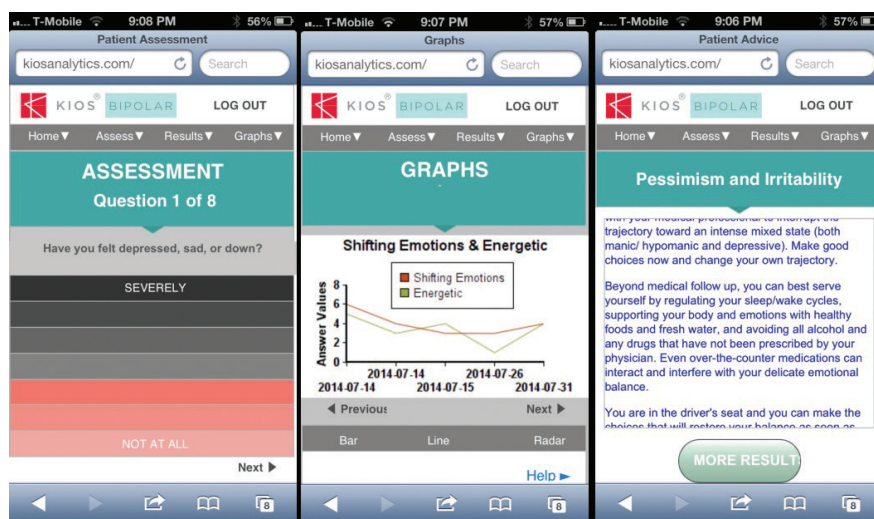 T-Mobile 9:08 PM 56%
Patient Assessment
kiosanalytics.com/ Search
KIOS® BIPOLAR LOG OUT
Home▼ Assess▼ Results▼ Graphs▼
ASSESSMENT
Question 1 of 8
Have you felt depressed, sad, or down?
SEVERELY
NOT AT ALL
Next ▶
8
T-Mobile 9:07 PM 57%
Graphs
kiosanalytics.com/ Search
KIOS® BIPOLAR LOG OUT
Home▼ Assess▼ Results▼ Graphs▼
GRAPHS
Shifting Emotions & Energetic
Shifting Emotions
Energetic
Answer Values
8
6
4
2
0
2014-07-14 2014-07-26
2014-07-14 2014-07-15 2014-07-31
◀ Previous Next ▶
Bar Line Radar
Help ►
8
T-Mobile 9:06 PM 57%
Patient Advice
kiosanalytics.com/ Search
KIOS® BIPOLAR LOG OUT
Home▼ Assess▼ Results▼ Graphs▼
Pessimism and Irritability
with your medical professional to interrupt the
trajectory toward an intense mixed state (both
manic/ hypomanic and depressive). Make good
choices now and change your own trajectory.
Beyond medical follow up, you can best serve
yourself by regulating your sleep/wake cycles,
supporting your body and emotions with healthy
foods and fresh water, and avoiding all alcohol and
any drugs that have not been prescribed by your
physician. Even over-the-counter medications can
interact and interfere with your delicate emotional
balance.
You are in the driver's seat and you can make the
choices that will restore your balance as soon as
MORE RESULT
8